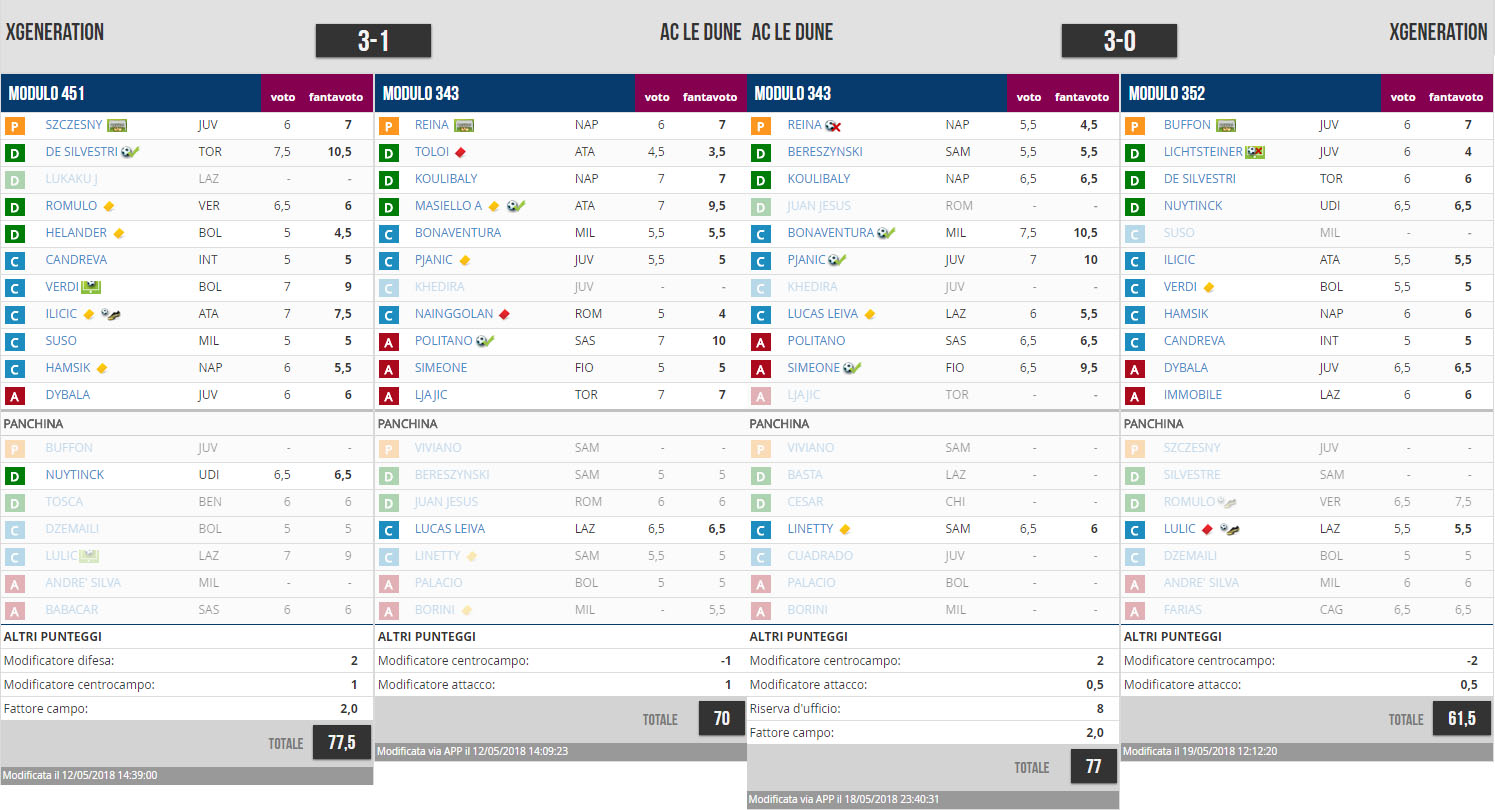 XGENERATION 3-1 AC LE DUNE
MODULO 451 voto fantavoto
P SZCZESNY JUV 6 7
D DE SILVESTRI TOR 7,5 10,5
D LUKAKU J LAZ - -
D ROMULO VER 6,5 6
D HELANDER BOL 5 4,5
C CANDREVA INT 5 5
C VERDI BOL 7 9
C ILICIC ATA 7 7,5
C SUSO MIL 5 5
C HAMSIK NAP 6 5,5
A DYBALA JUV 6 6
PANCHINA
P BUFFON JUV - -
D NUYTINCK UDI 6,5 6,5
D TOSCA BEN 6 6
C DZEMAILI BOL 5 5
C LULIC LAZ 7 9
A ANDRE' SILVA MIL - -
A BABACAR SAS 6 6
ALTRI PUNTEGGI
Modificatore difesa: 2
Modificatore centrocampo: 1
Fattore campo: 2,0
TOTALE 77,5
Modificata il 12/05/2018 14:39:00
MODULO 343 voto fantavoto
P REINA NAP 6 7
D TOLOI ATA 4,5 3,5
D KOULIBALY NAP 7 7
D MASIELLO A ATA 7 9,5
C BONAVENTURA MIL 5,5 5,5
C PJANIC JUV 5,5 5
C KHEDIRA JUV - -
C NAINGGOLAN ROM 5 4
A POLITANO SAS 7 10
A SIMEONE FIO 5 5
A LJAJIC TOR 7 7
PANCHINA
P VIVIANO SAM - -
D BERESZYNSKI SAM 5 5
D JUAN JESUS ROM 6 6
C LUCAS LEIVA LAZ 6,5 6,5
C LINETTY SAM 5,5 5
A PALACIO BOL 5 5
A BORINI MIL - 5,5
ALTRI PUNTEGGI
Modificatore centrocampo: -1
Modificatore attacco: 1
TOTALE 70
Modificata via APP il 12/05/2018 14:09:23
AC LE DUNE 3-0 XGENERATION
MODULO 343 voto fantavoto
P REINA NAP 5,5 4,5
D BERESZYNSKI SAM 5,5 5,5
D KOULIBALY NAP 6,5 6,5
D JUAN JESUS ROM - -
C BONAVENTURA MIL 7,5 10,5
C PJANIC JUV 7 10
C KHEDIRA JUV - -
C LUCAS LEIVA LAZ 6 5,5
A POLITANO SAS 6,5 6,5
A SIMEONE FIO 6,5 9,5
A LJAJIC TOR - -
PANCHINA
P VIVIANO SAM - -
D BASTA LAZ - -
D CESAR CHI - -
C LINETTY SAM 6,5 6
C CUADRADO JUV - -
A PALACIO BOL - -
A BORINI MIL - -
ALTRI PUNTEGGI
Modificatore centrocampo: 2
Modificatore attacco: 0,5
Riserva d'ufficio: 8
Fattore campo: 2,0
TOTALE 77
Modificata via APP il 18/05/2018 23:40:31
MODULO 352 voto fantavoto
P BUFFON JUV 6 7
D LICHTSTEINER JUV 6 4
D DE SILVESTRI TOR 6 6
D NUYTINCK UDI 6,5 6,5
C SUSO MIL - -
C ILICIC ATA 5,5 5,5
C VERDI BOL 5,5 5
C HAMSIK NAP 6 6
C CANDREVA INT 5 5
A DYBALA JUV 6,5 6,5
A IMMOBILE LAZ 6 6
PANCHINA
P SZCZESNY JUV - -
D SILVESTRE SAM - -
D ROMULO VER 6,5 7,5
C LULIC LAZ 5,5 5,5
C DZEMAILI BOL 5 5
A ANDRE' SILVA MIL 6 6
A FARIAS CAG 6,5 6,5
ALTRI PUNTEGGI
Modificatore centrocampo: -2
Modificatore attacco: 0,5
TOTALE 61,5
Modificata il 19/05/2018 12:12:20